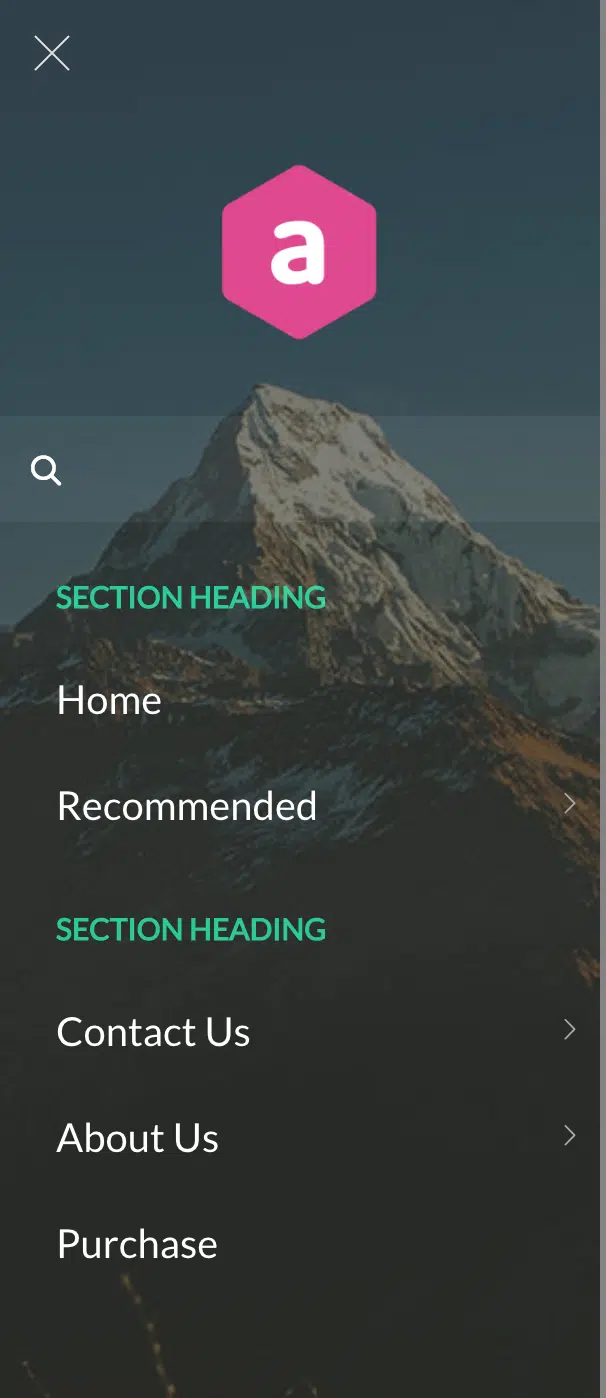 a
SECTION HEADING
Home
Recommended
SECTION HEADING
Contact Us
About Us
Purchase